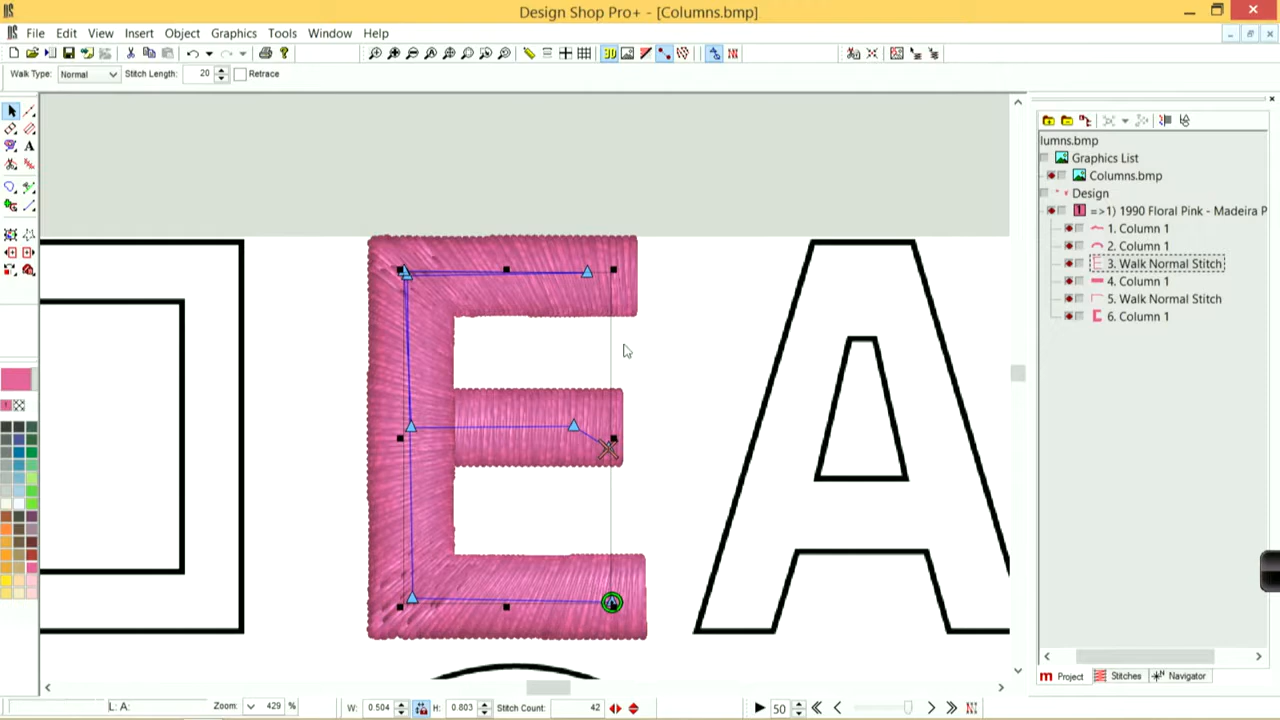 Design Shop Pro+ - [Columns.bmp]
File Edit View Insert Object Graphics Tools Window Help
3D
Walk Type: Normal Stitch Length: 20 Retrace
A
lumns.bmp
Graphics List
Columns.bmp
Design
1 =>1) 1990 Floral Pink - Madeira P
1. Column 1
2. Column 1
3. Walk Normal Stitch
4. Column 1
5. Walk Normal Stitch
6. Column 1
E A
Project Stitches Navigator
L: A: Zoom: 429 % W: 0.504 H: 0.803 Stitch Count: 42 50